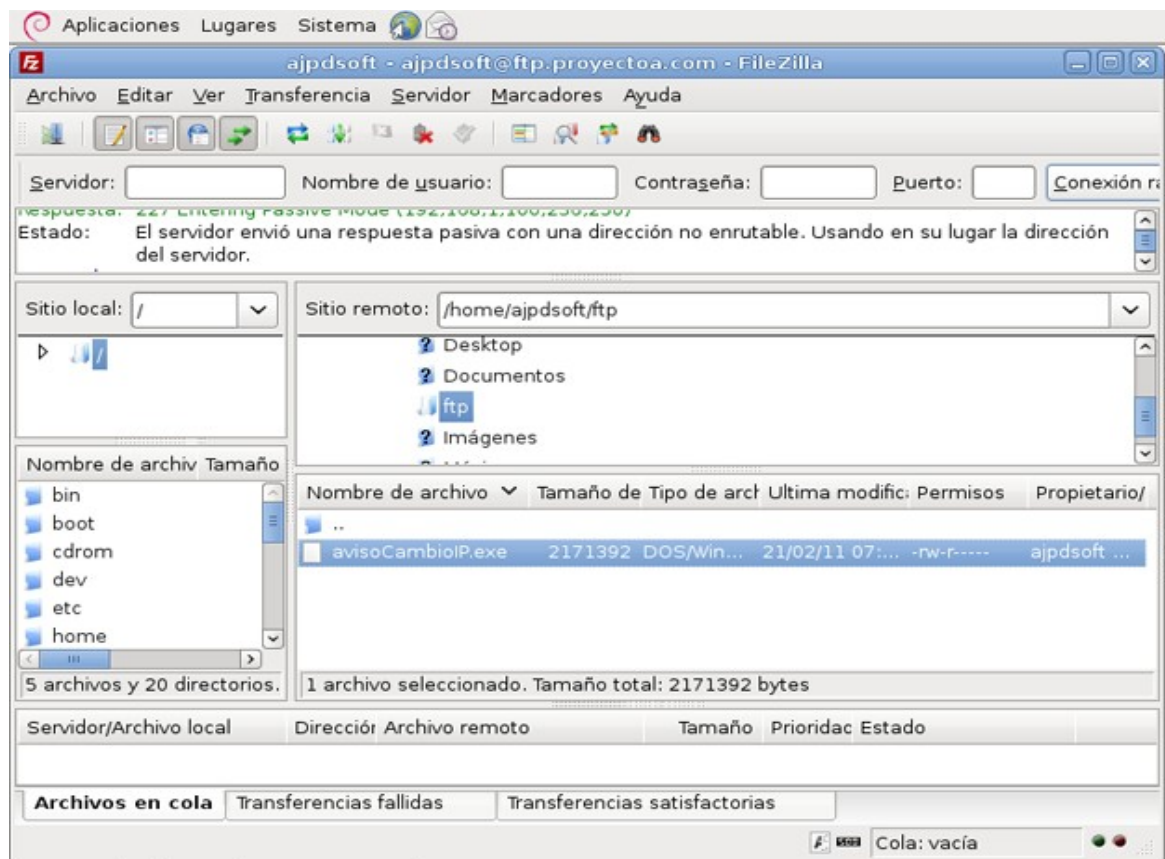 Aplicaciones Lugares Sistema
ajpdsoft - ajpdsoft@ftp.proyectoa.com - FileZilla
Archivo Editar Ver Transferencia Servidor Marcadores Ayuda
Servidor: Nombre de usuario: Contraseña: Puerto: Conexión rá
Respuesta: 227 Entering Passive Mode
Estado: El servidor envió una respuesta pasiva con una dirección no enrutable. Usando en su lugar la dirección
del servidor.
Sitio local: /
/
Sitio remoto: /home/ajpdsoft/ftp
Desktop
Documentos
ftp
Imágenes
Nombre de archiv Tamaño
bin
boot
cdrom
dev
etc
home
5 archivos y 20 directorios.
Nombre de archivo Tamaño de Tipo de arch Ultima modific: Permisos Propietario/
..
avisoCambioIP.exe 2171392 DOS/Win... 21/02/11 07:... -rw-r----- ajpdsoft ...
1 archivo seleccionado. Tamaño total: 2171392 bytes
Servidor/Archivo local Direcciór Archivo remoto Tamaño Prioridac Estado
Archivos en cola Transferencias fallidas Transferencias satisfactorias
Cola: vacía